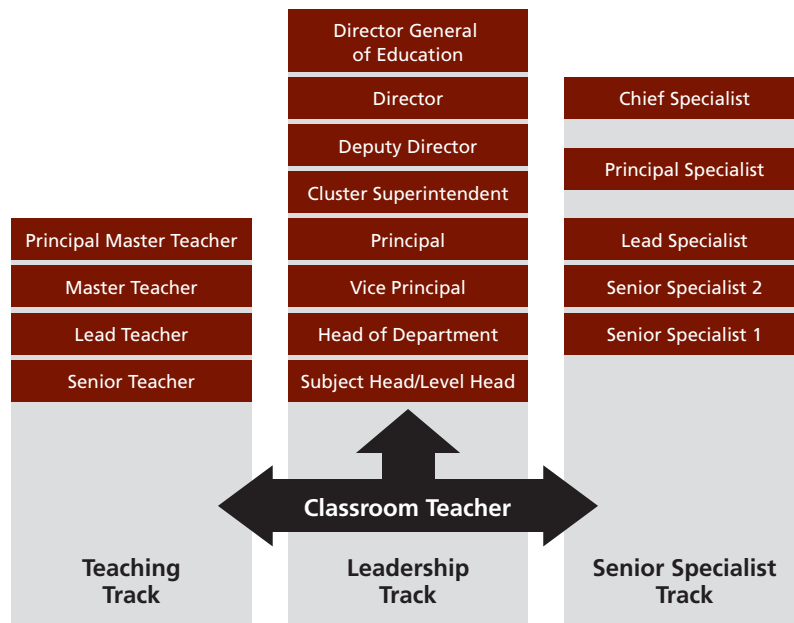 Principal Master Teacher
Master Teacher
Lead Teacher
Senior Teacher
Teaching
Track
Director General
of Education
Director
Deputy Director
Cluster Superintendent
Principal
Vice Principal
Head of Department
Subject Head/Level Head
Classroom Teacher
Leadership
Track
Chief Specialist
Principal Specialist
Lead Specialist
Senior Specialist 2
Senior Specialist 1
Senior Specialist
Track